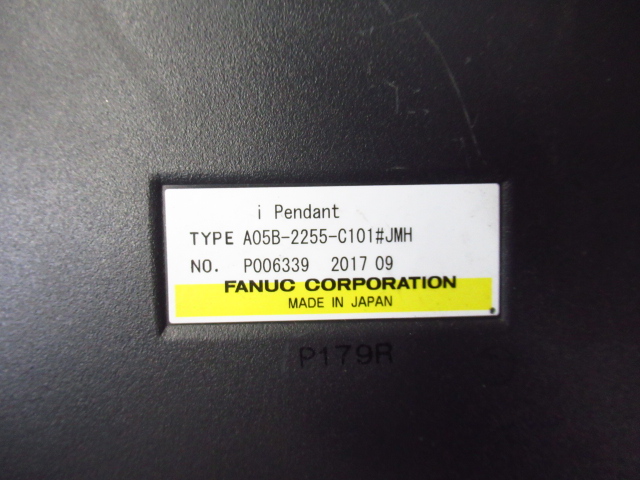 i Pendant
TYPE A05B-2255-C101#JMH
NO. P006339 2017 09
FANUC CORPORATION
MADE IN JAPAN
P179R